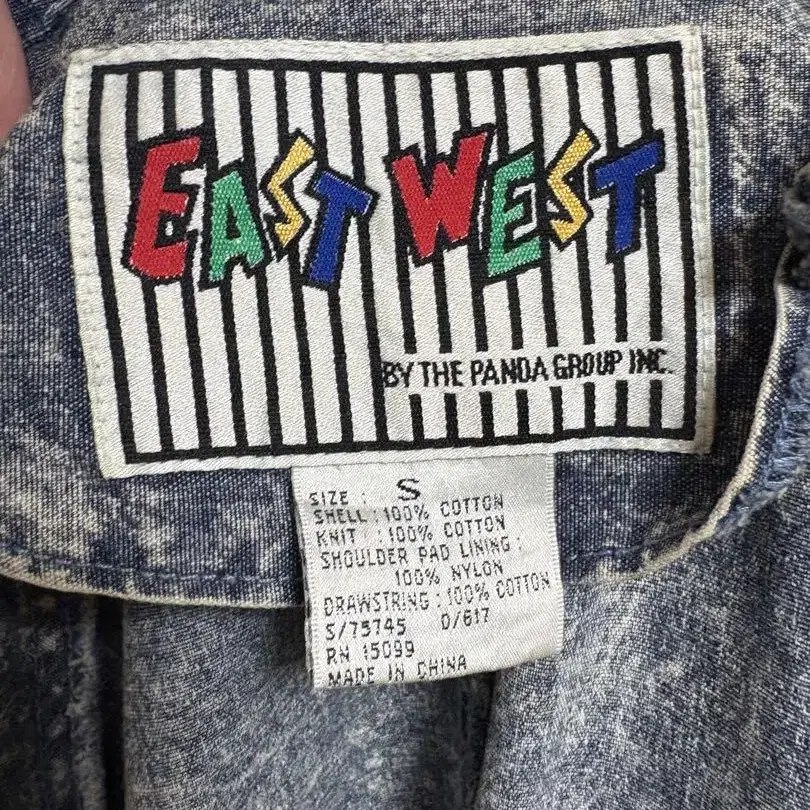 EAST WEST
BY THE PANDA GROUP INC.
SIZE : S
SHELL : 100% COTTON
KNIT : 100% COTTON
SHOULDER PAD LINING :
100% NYLON
DRAWSTRING : 100% COTTON
S/75745 D/617
RN 15099
MADE IN CHINA